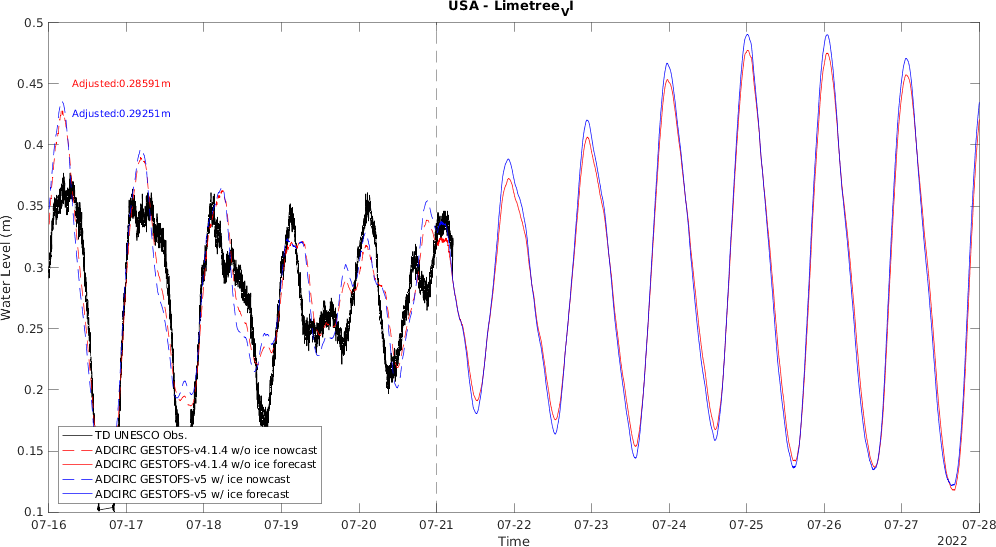 USA - Limetree_VI
0.5
0.45
0.4
0.35
0.3
0.25
0.2
0.15
0.1
Water Level (m)
Adjusted:0.28591m
Adjusted:0.29251m
TD UNESCO Obs.
ADCIRC GESTOFS-v4.1.4 w/o ice nowcast
ADCIRC GESTOFS-v4.1.4 w/o ice forecast
ADCIRC GESTOFS-v5 w/ ice nowcast
ADCIRC GESTOFS-v5 w/ ice forecast
07-16 07-17 07-18 07-19 07-20 07-21 07-22 07-23 07-24 07-25 07-26 07-27 07-28
Time
2022